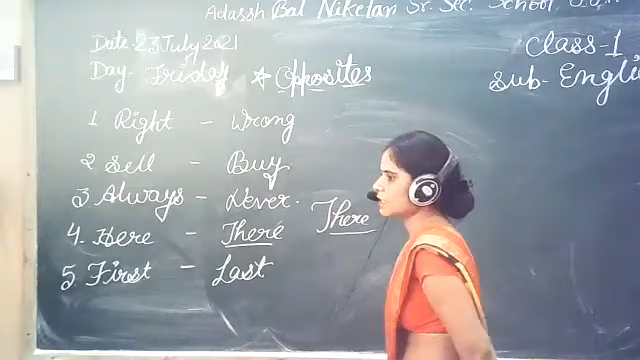 Adassh Bal Niketan Sr. Sec. School
Date-23 July 2021
Class-1
Day- Friday
* Opposites
Sub- Engli
1 Right - Wrong
2 Sell - Buy
3. Always - Never.
4. Here - There
There
5. First - Last